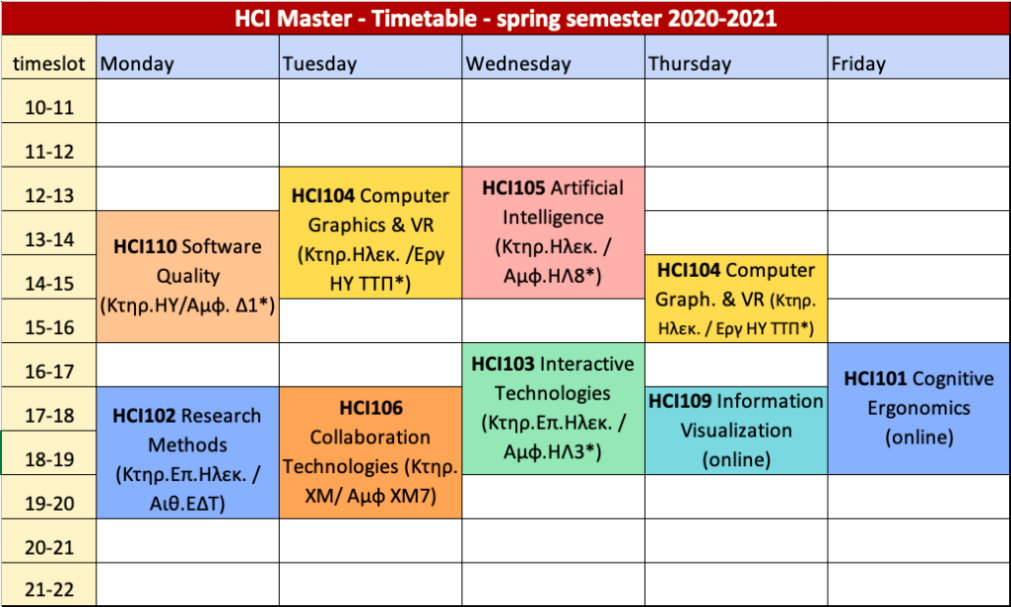 HCI Master - Timetable - spring semester 2020-2021
timeslot Monday Tuesday Wednesday Thursday Friday
10-11
11-12
12-13
13-14
14-15
15-16
16-17
17-18
18-19
19-20
20-21
21-22
HCI110 Software
Quality
(Κτηρ.ΗΥ/Αμφ. Δ1*)
HCI102 Research
Methods
(Κτηρ.Επ.Ηλεκ. /
Αιθ.ΕΔΤ)
HCI104 Computer
Graphics & VR
(Κτηρ.Ηλεκ. /Εργ
ΗΥ ΤΤΠ*)
HCI106
Collaboration
Technologies (Κτηρ.
ΧΜ/ Αμφ ΧΜ7)
HCI105 Artificial
Intelligence
(Κτηρ.Ηλεκ. /
Αμφ.ΗΛ8*)
HCI103 Interactive
Technologies
(Κτηρ.Επ.Ηλεκ. /
Αμφ.ΗΛ3*)
HCI104 Computer
Graph. & VR (Κτηρ.
Ηλεκ. / Εργ ΗΥ ΤΤΠ*)
HCI109 Information
Visualization
(online)
HCI101 Cognitive
Ergonomics
(online)